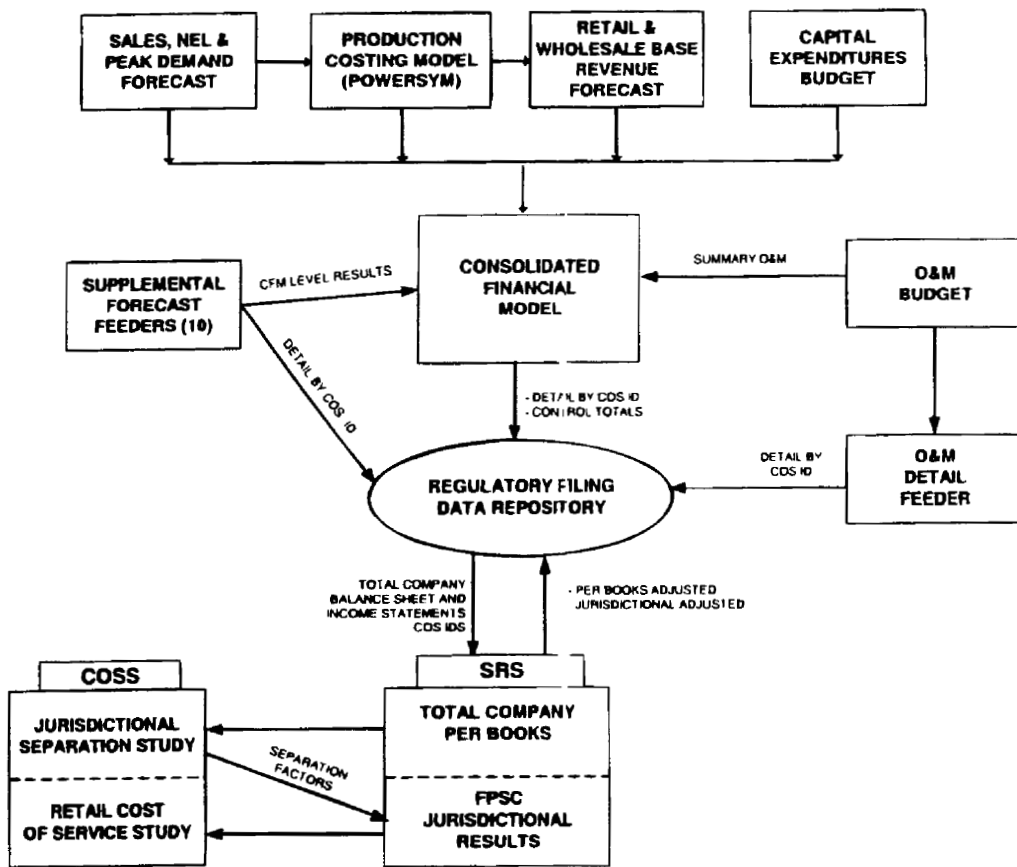 SALES, NEL &
PEAK DEMAND
FORECAST
PRODUCTION
COSTING MODEL
(POWERSYM)
RETAIL &
WHOLESALE BASE
REVENUE
FORECAST
CAPITAL
EXPENDITURES
BUDGET
SUPPLEMENTAL
FORECAST
FEEDERS (10)
CFM LEVEL RESULTS
CONSOLIDATED
FINANCIAL
MODEL
SUMMARY O&M
O&M
BUDGET
DETAIL BY COS ID
- DETAIL BY COS ID
- CONTROL TOTALS
DETAIL BY
COS ID
O&M
DETAIL
FEEDER
REGULATORY FILING
DATA REPOSITORY
TOTAL COMPANY
BALANCE SHEET AND
INCOME STATEMENTS
COS IDS
- PER BOOKS ADJUSTED
JURISDICTIONAL ADJUSTED
COSS
JURISDICTIONAL
SEPARATION STUDY
RETAIL COST
OF SERVICE STUDY
SEPARATION
FACTORS
SRS
TOTAL COMPANY
PER BOOKS
FPSC
JURISDICTIONAL
RESULTS